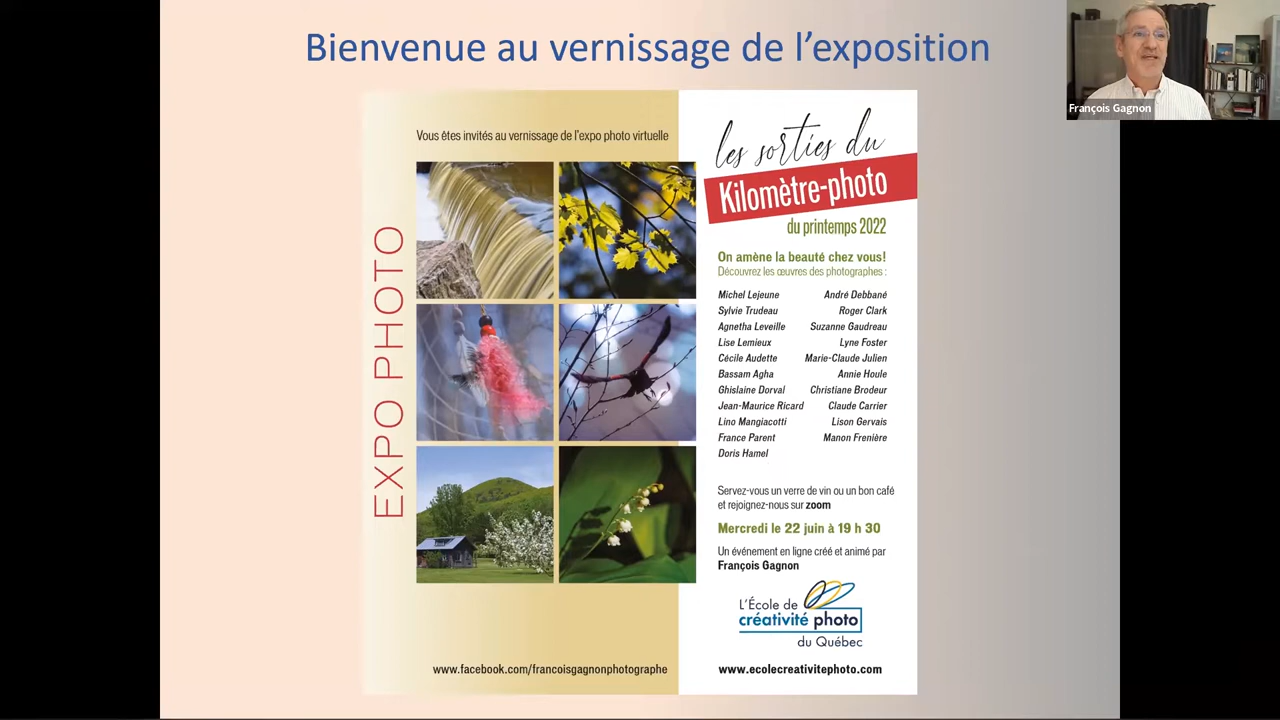 Bienvenue au vernissage de l'exposition
François Gagnon
Vous êtes invités au vernissage de l'expo photo virtuelle
EXPO PHOTO
les sorties du
Kilomètre-photo
du printemps 2022
On amène la beauté chez vous!
Découvrez les œuvres des photographes :
Michel Lejeune
Sylvie Trudeau
Agnetha Leveille
Lise Lemieux
Cécile Audette
Bassam Agha
Ghislaine Dorval
Jean-Maurice Ricard
Lino Mangiacotti
France Parent
Doris Hamel
André Debbané
Roger Clark
Suzanne Gaudreau
Lyne Foster
Marie-Claude Julien
Annie Houle
Christiane Brodeur
Claude Carrier
Lison Gervais
Manon Frenière
Servez-vous un verre de vin ou un bon café
et rejoignez-nous sur zoom
Mercredi le 22 juin à 19 h 30
Un événement en ligne créé et animé par
François Gagnon
L'École de
créativité photo
du Québec
www.facebook.com/francoisgagnonphotographe
www.ecolecreativitephoto.com